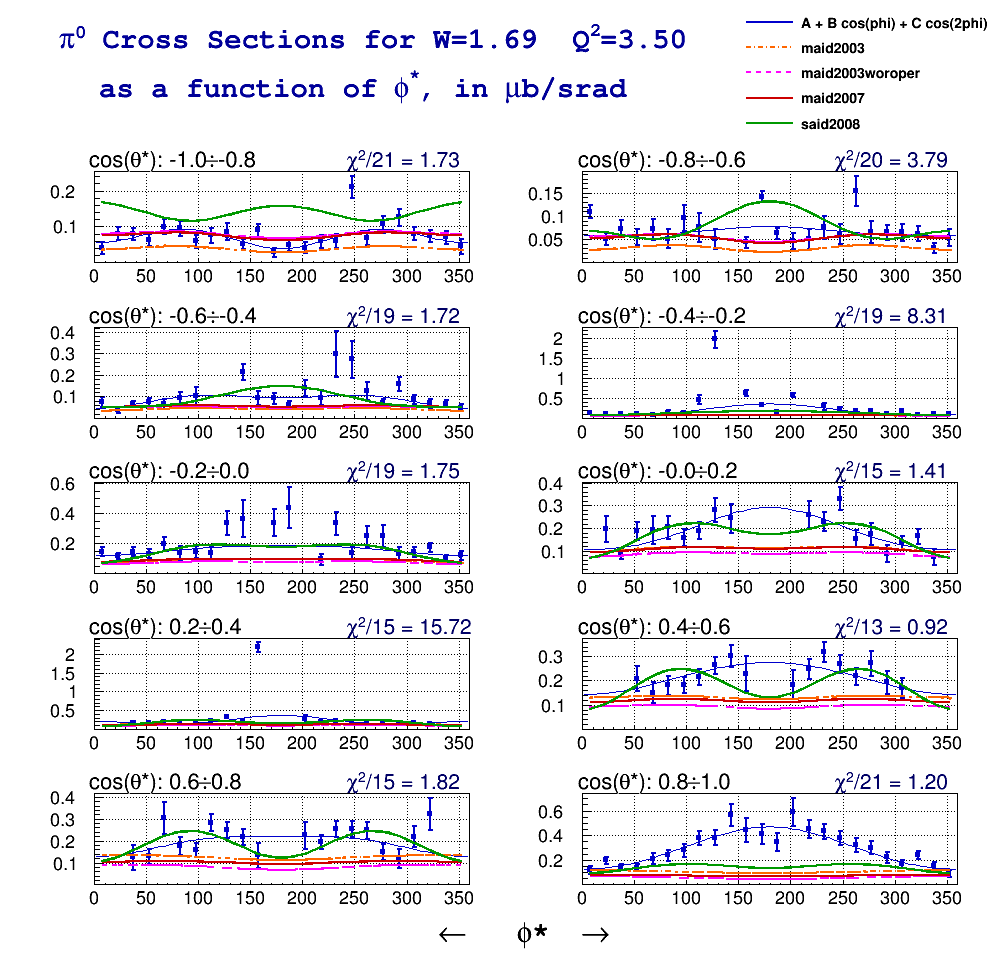 π⁰ Cross Sections for W=1.69 Q²=3.50
as a function of ϕ*, in μb/srad
A + B cos(phi) + C cos(2phi)
maid2003
maid2003woroper
maid2007
said2008
cos(θ*): -1.0÷-0.8 χ²/21 = 1.73
0.2
0.1
0 50 100 150 200 250 300 350
cos(θ*): -0.8÷-0.6 χ²/20 = 3.79
0.15
0.1
0.05
0 50 100 150 200 250 300 350
cos(θ*): -0.6÷-0.4 χ²/19 = 1.72
0.4
0.3
0.2
0.1
0 50 100 150 200 250 300 350
cos(θ*): -0.4÷-0.2 χ²/19 = 8.31
2
1.5
1
0.5
0 50 100 150 200 250 300 350
cos(θ*): -0.2÷0.0 χ²/19 = 1.75
0.6
0.4
0.2
0 50 100 150 200 250 300 350
cos(θ*): -0.0÷0.2 χ²/15 = 1.41
0.4
0.3
0.2
0.1
0 50 100 150 200 250 300 350
cos(θ*): 0.2÷0.4 χ²/15 = 15.72
2
1.5
1
0.5
0 50 100 150 200 250 300 350
cos(θ*): 0.4÷0.6 χ²/13 = 0.92
0.3
0.2
0.1
0 50 100 150 200 250 300 350
cos(θ*): 0.6÷0.8 χ²/15 = 1.82
0.4
0.3
0.2
0.1
0 50 100 150 200 250 300 350
cos(θ*): 0.8÷1.0 χ²/21 = 1.20
0.6
0.4
0.2
0 50 100 150 200 250 300 350
← ϕ* →